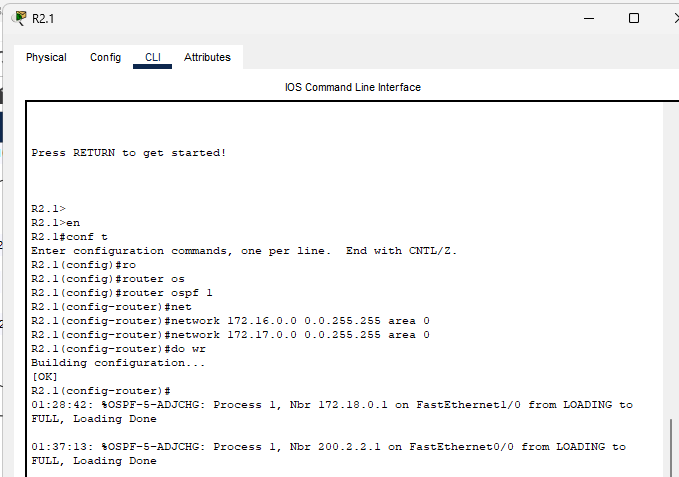 R2.1
Physical Config CLI Attributes
IOS Command Line Interface
Press RETURN to get started!
R2.1>
R2.1>en
R2.1#conf t
Enter configuration commands, one per line.  End with CNTL/Z.
R2.1(config)#ro
R2.1(config)#router os
R2.1(config)#router ospf 1
R2.1(config-router)#net
R2.1(config-router)#network 172.16.0.0 0.0.255.255 area 0
R2.1(config-router)#network 172.17.0.0 0.0.255.255 area 0
R2.1(config-router)#do wr
Building configuration...
[OK]
R2.1(config-router)#
01:28:42: %OSPF-5-ADJCHG: Process 1, Nbr 172.18.0.1 on FastEthernet1/0 from LOADING to
FULL, Loading Done
01:37:13: %OSPF-5-ADJCHG: Process 1, Nbr 200.2.2.1 on FastEthernet0/0 from LOADING to
FULL, Loading Done